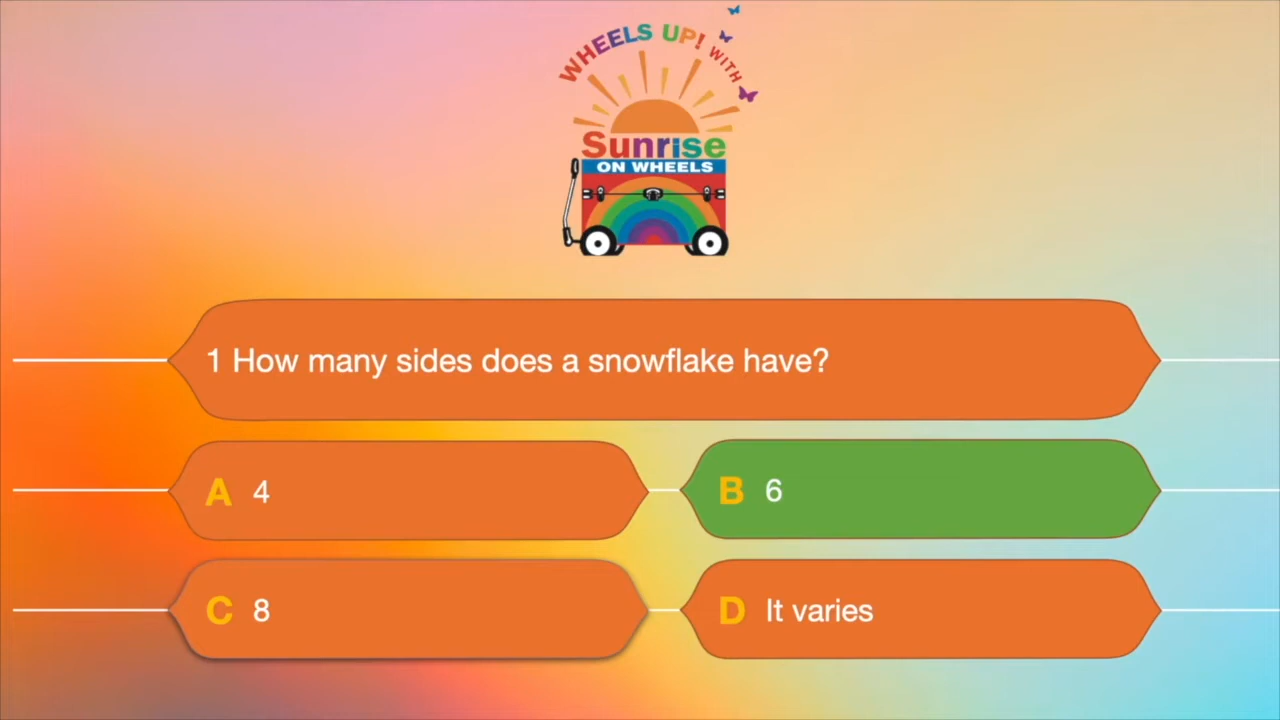 WHEELS UP! WITH
Sunrise
ON WHEELS
1 How many sides does a snowflake have?
A 4
B 6
C 8
D It varies